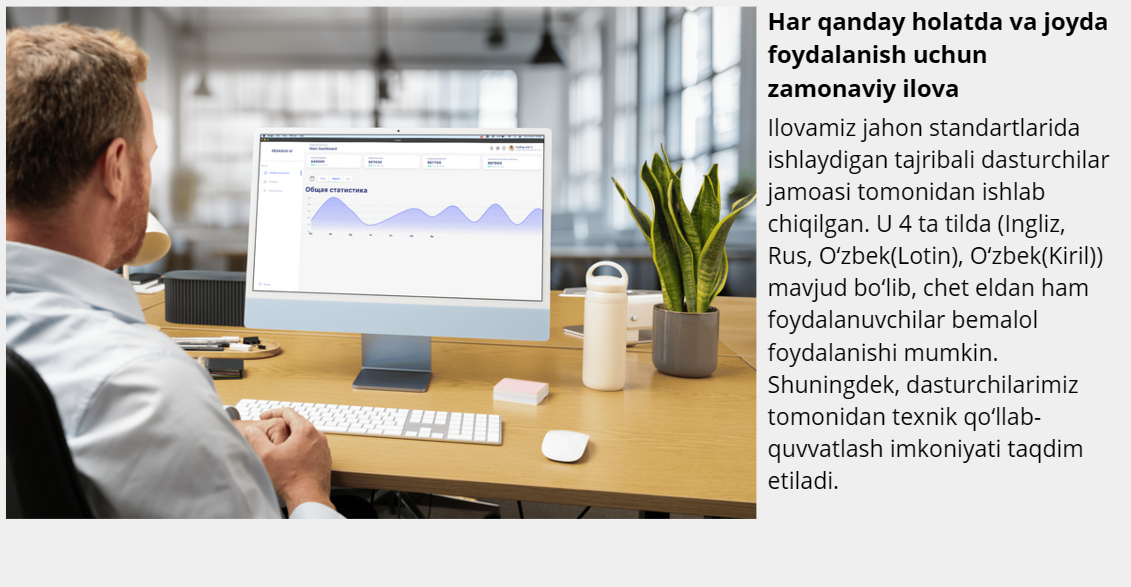 Har qanday holatda va joyda
foydalanish uchun
zamonaviy ilova
Ilovamiz jahon standartlarida
ishlaydigan tajribali dasturchilar
jamoasi tomonidan ishlab
chiqilgan. U 4 ta tilda (Ingliz,
Rus, O‘zbek(Lotin), O‘zbek(Kiril))
mavjud bo‘lib, chet eldan ham
foydalanuvchilar bemalol
foydalanishi mumkin.
Shuningdek, dasturchilarimiz
tomonidan texnik qo‘llab-
quvvatlash imkoniyati taqdim
etiladi.
Main Dashboard
Общая статистика